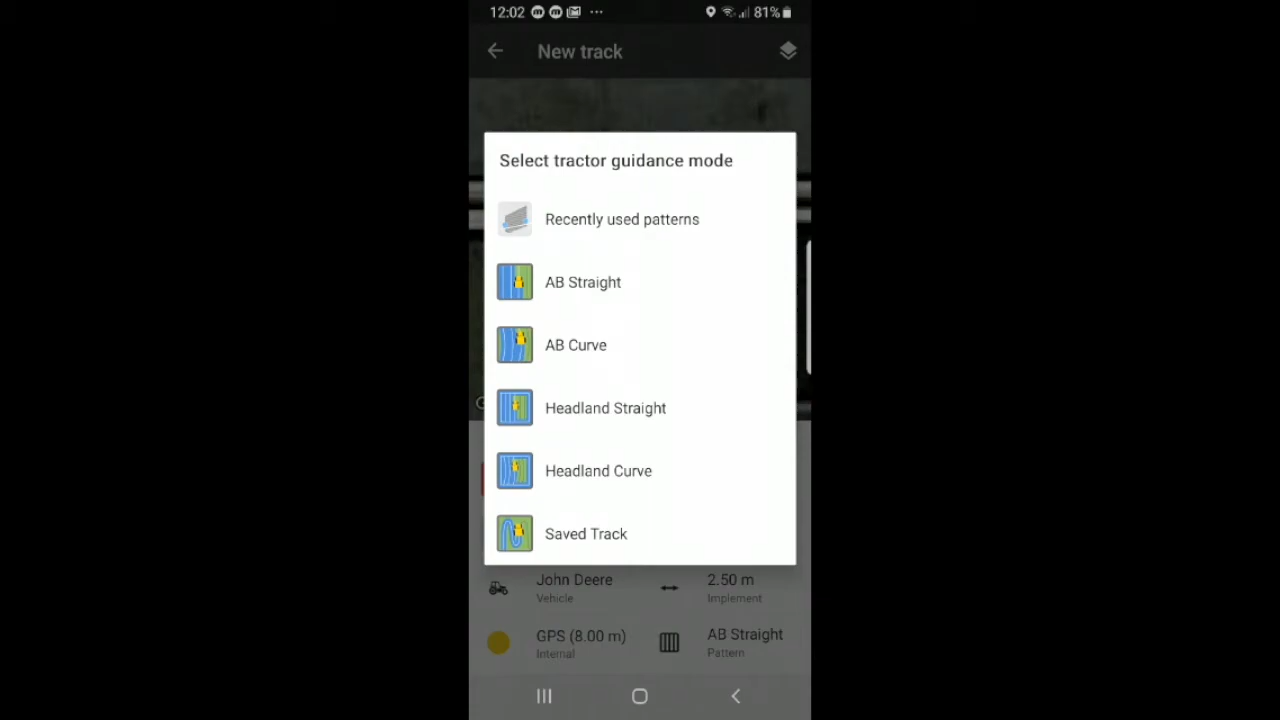 12:02 ... 81%
New track
Select tractor guidance mode
Recently used patterns
AB Straight
AB Curve
Headland Straight
Headland Curve
Saved Track
John Deere
Vehicle
2.50 m
Implement
GPS (8.00 m)
Internal
AB Straight
Pattern